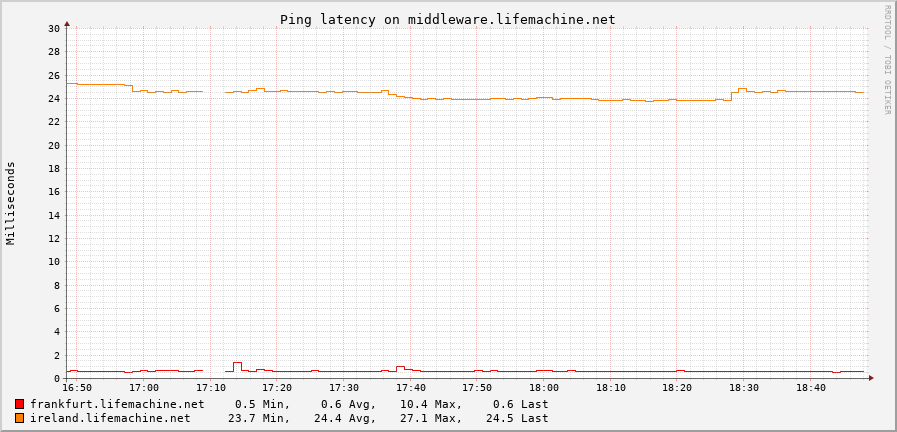 Ping latency on middleware.lifemachine.net
RRDTOOL / TOBI OETIKER
Milliseconds
30
28
26
24
22
20
18
16
14
12
10
8
6
4
2
0
16:50 17:00 17:10 17:20 17:30 17:40 17:50 18:00 18:10 18:20 18:30 18:40
frankfurt.lifemachine.net 0.5 Min, 0.6 Avg, 10.4 Max, 0.6 Last
ireland.lifemachine.net 23.7 Min, 24.4 Avg, 27.1 Max, 24.5 Last